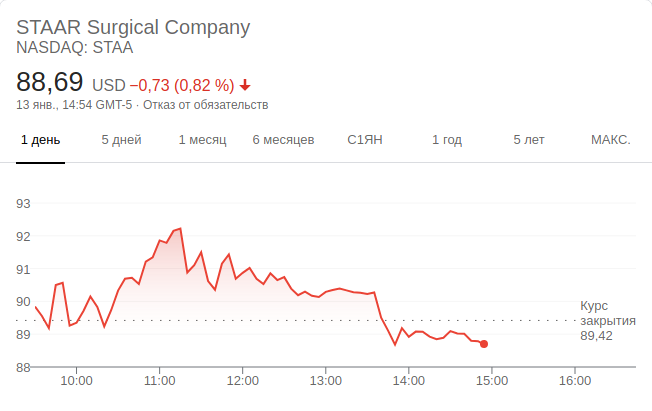 STAAR Surgical Company
NASDAQ: STAA
88,69 USD −0,73 (0,82 %)
13 янв., 14:54 GMT-5 · Отказ от обязательств
1 день 5 дней 1 месяц 6 месяцев С1ЯН 1 год 5 лет МАКС.
93
92
91
90
89
88
Курс
закрытия
89,42
10:00 11:00 12:00 13:00 14:00 15:00 16:00